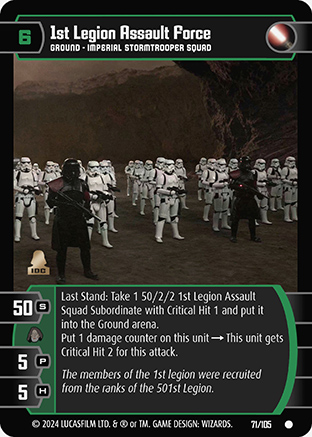 6
1st Legion Assault Force
GROUND - IMPERIAL STORMTROOPER SQUAD
IDC
50 S
5 P
5 H
Last Stand: Take 1 50/2/2 1st Legion Assault
Squad Subordinate with Critical Hit 1 and put it
into the Ground arena.
Put 1 damage counter on this unit → This unit gets
Critical Hit 2 for this attack.
The members of the 1st legion were recruited
from the ranks of the 501st Legion.
© 2024 LUCASFILM LTD. & ® or TM. GAME DESIGN: WIZARDS.
71/105